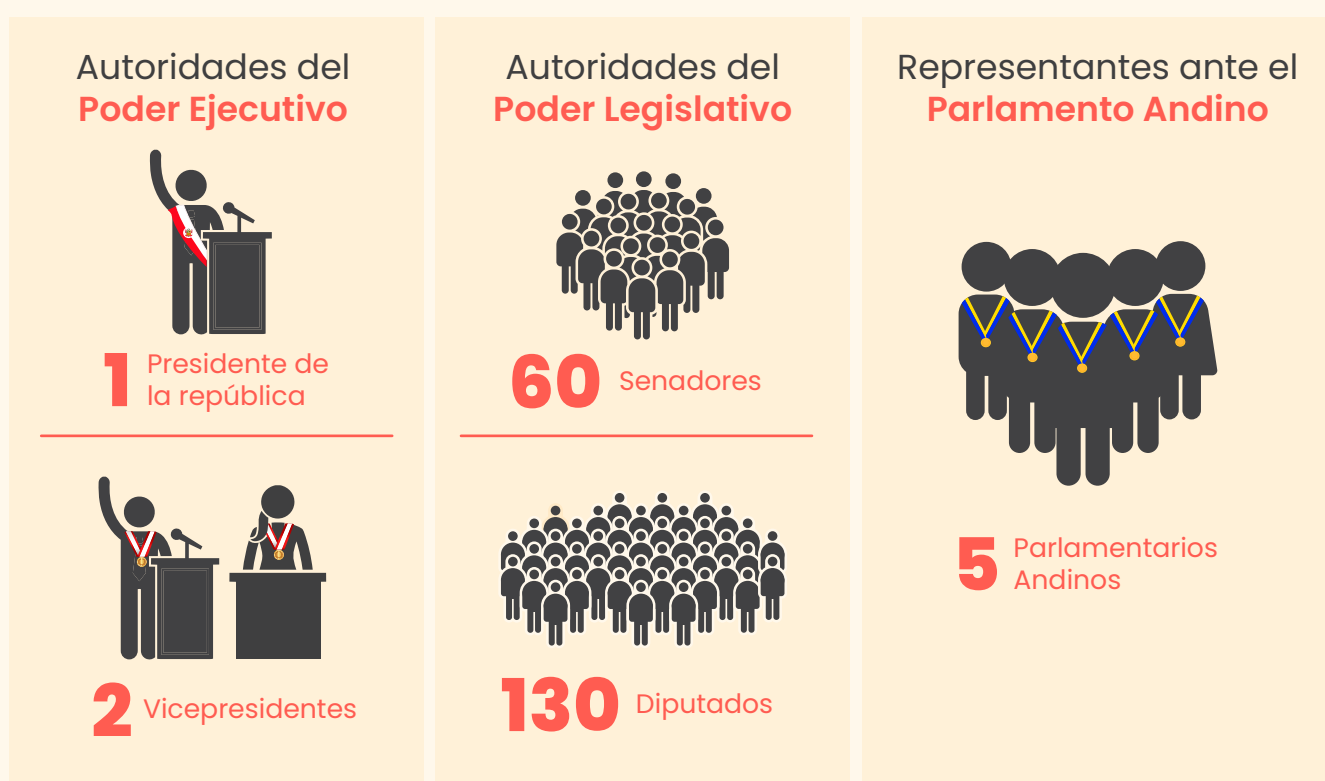 Autoridades del
Poder Ejecutivo
1 Presidente de
la república
2 Vicepresidentes
Autoridades del
Poder Legislativo
60 Senadores
130 Diputados
Representantes ante el
Parlamento Andino
5 Parlamentarios
Andinos